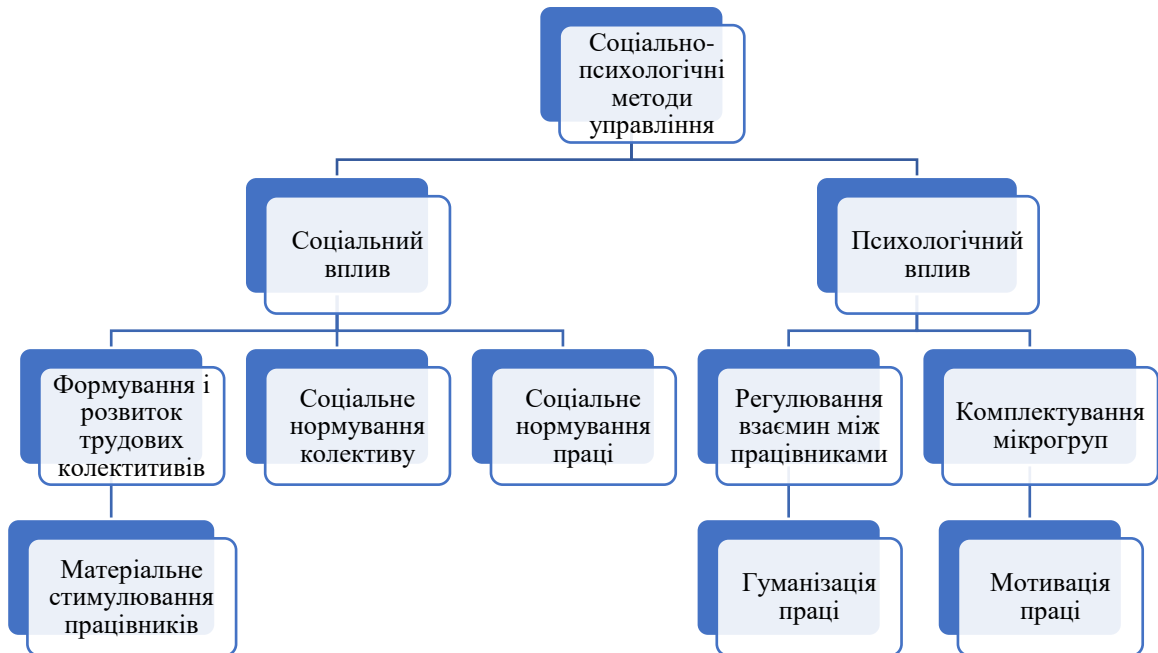 Соціально-
психологічні
методи
управління
Соціальний
вплив
Психологічний
вплив
Формування і
розвиток
трудових
колектитивів
Соціальне
нормування
колективу
Соціальне
нормування
праці
Регулювання
взаємин між
працівниками
Комплектування
мікрогруп
Матеріальне
стимулювання
працівників
Гуманізація
праці
Мотивація
праці